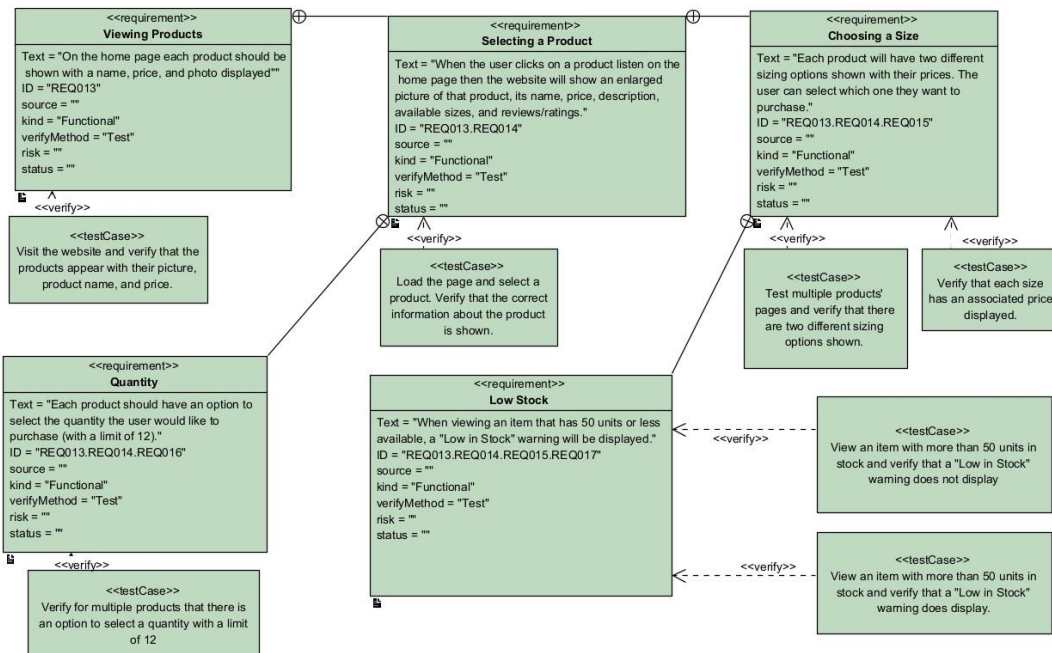 <<requirement>>
Viewing Products
Text = "On the home page each product should be
shown with a name, price, and photo displayed""
ID = "REQ013"
source = ""
kind = "Functional"
verifyMethod = "Test"
risk = ""
status = ""
<<requirement>>
Selecting a Product
Text = "When the user clicks on a product listen on the
home page then the website will show an enlarged
picture of that product, its name, price, description,
available sizes, and reviews/ratings."
ID = "REQ013.REQ014"
source = ""
kind = "Functional"
verifyMethod = "Test"
risk = ""
status = ""
<<requirement>>
Choosing a Size
Text = "Each product will have two different
sizing options shown with their prices. The
user can select which one they want to
purchase."
ID = "REQ013.REQ014.REQ015"
source = ""
kind = "Functional"
verifyMethod = "Test"
risk = ""
status = ""
<<verify>>
<<testCase>>
Visit the website and verify that the
products appear with their picture,
product name, and price.
<<verify>>
<<testCase>>
Load the page and select a
product. Verify that the correct
information about the product
is shown.
<<verify>>
<<testCase>>
Test multiple products'
pages and verify that there
are two different sizing
options shown.
<<verify>>
<<testCase>>
Verify that each size
has an associated price
displayed.
<<requirement>>
Quantity
Text = "Each product should have an option to
select the quantity the user would like to
purchase (with a limit of 12)."
ID = "REQ013.REQ014.REQ016"
source = ""
kind = "Functional"
verifyMethod = "Test"
risk = ""
status = ""
<<verify>>
<<testCase>>
Verify for multiple products that there is
an option to select a quantity with a limit
of 12
<<requirement>>
Low Stock
Text = "When viewing an item that has 50 units or less
available, a "Low in Stock" warning will be displayed."
ID = "REQ013.REQ014.REQ015.REQ017"
source = ""
kind = "Functional"
verifyMethod = "Test"
risk = ""
status = ""
<<verify>>
<<testCase>>
View an item with more than 50 units in
stock and verify that a "Low in Stock"
warning does not display
<<verify>>
<<testCase>>
View an item with more than 50 units in
stock and verify that a "Low in Stock"
warning does display.